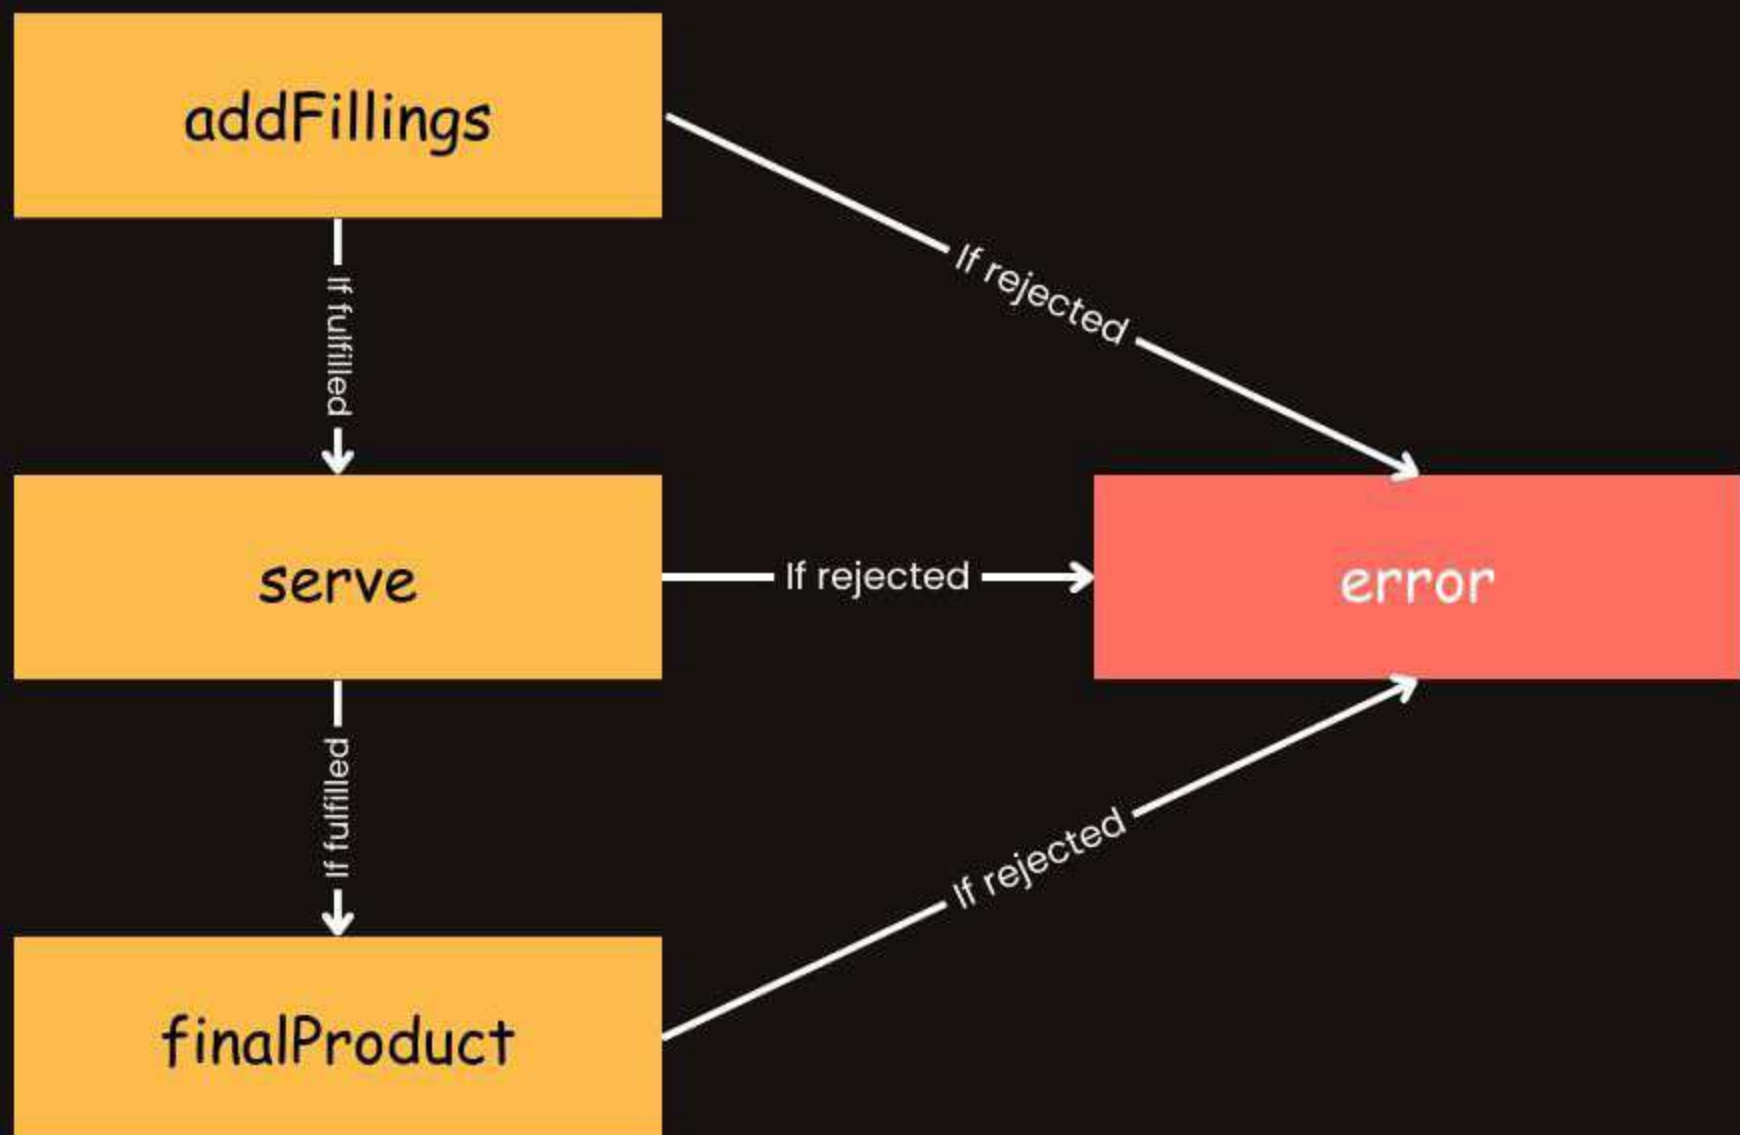 addFillings
If rejected
If fulfilled
serve
If rejected
error
If fulfilled
If rejected
finalProduct